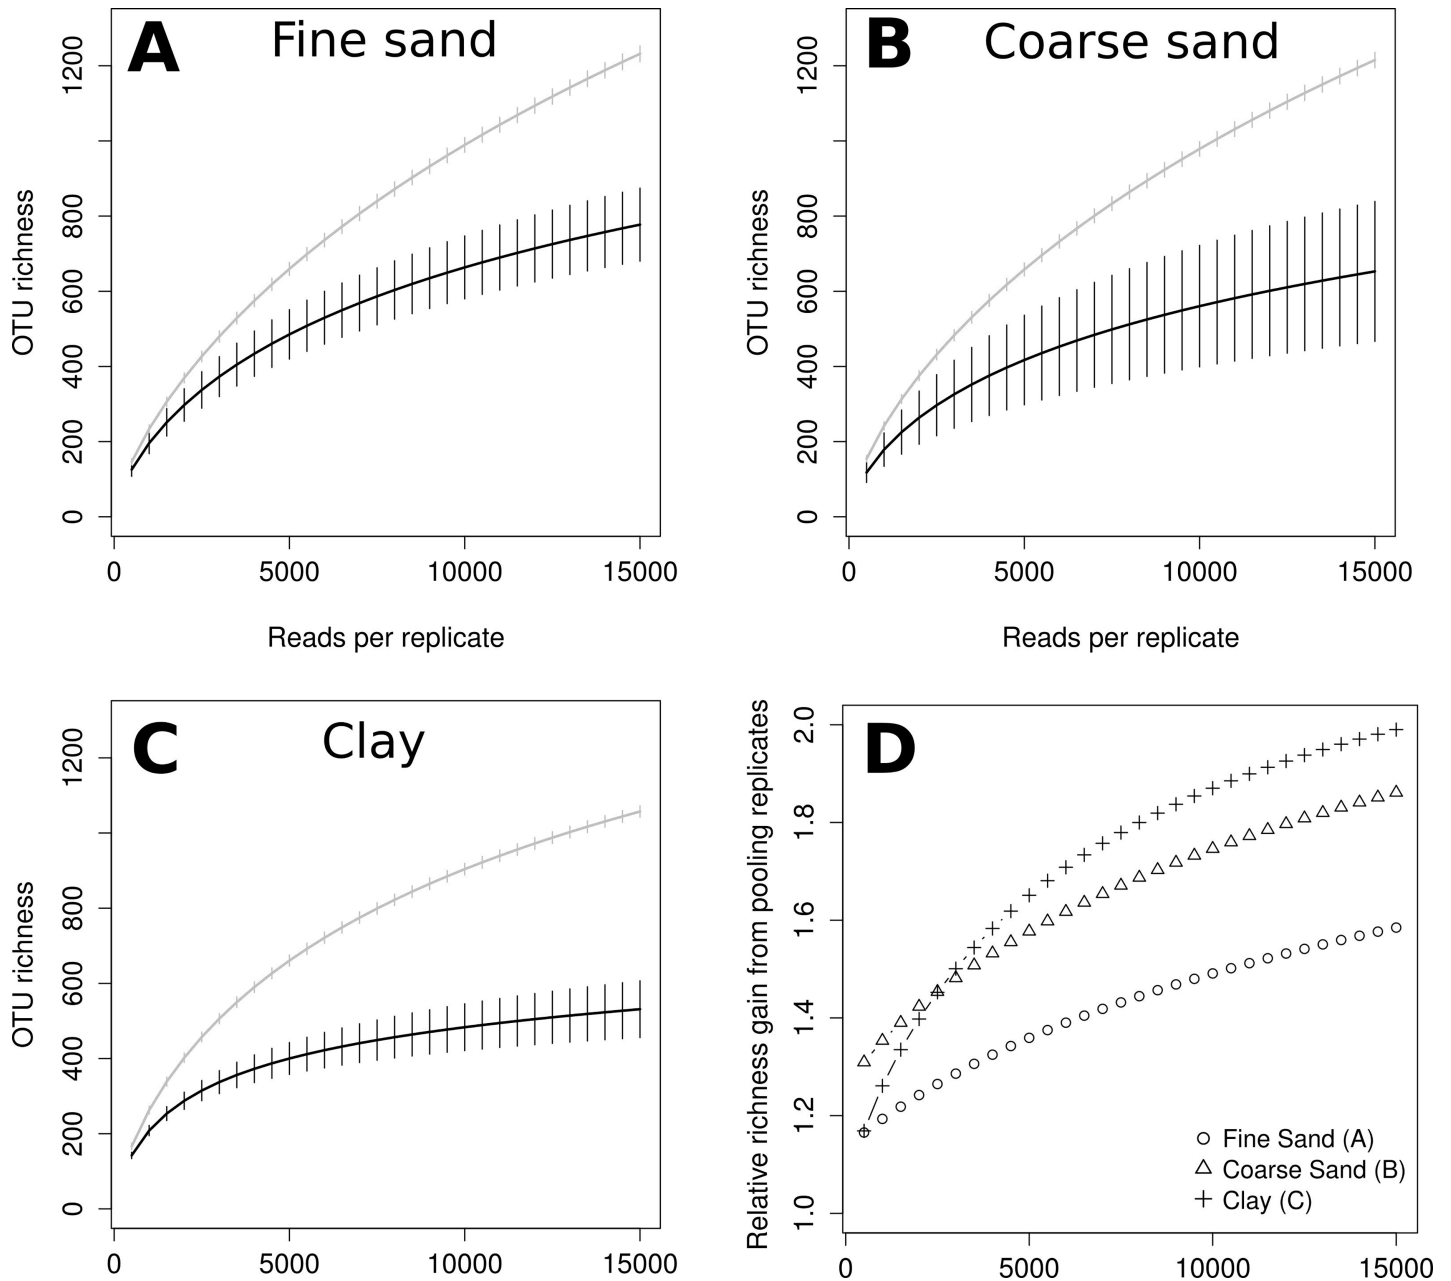 A
Fine sand
OTU richness
0
200
400
600
800
1200
0
5000
10000
15000
Reads per replicate
B
Coarse sand
OTU richness
0
200
400
600
800
1200
0
5000
10000
15000
Reads per replicate
C
Clay
OTU richness
0
200
400
600
800
1200
0
5000
10000
15000
D
Relative richness gain from pooling replicates
1.0
1.2
1.4
1.6
1.8
2.0
Fine Sand (A)
Coarse Sand (B)
Clay (C)
0
5000
10000
15000